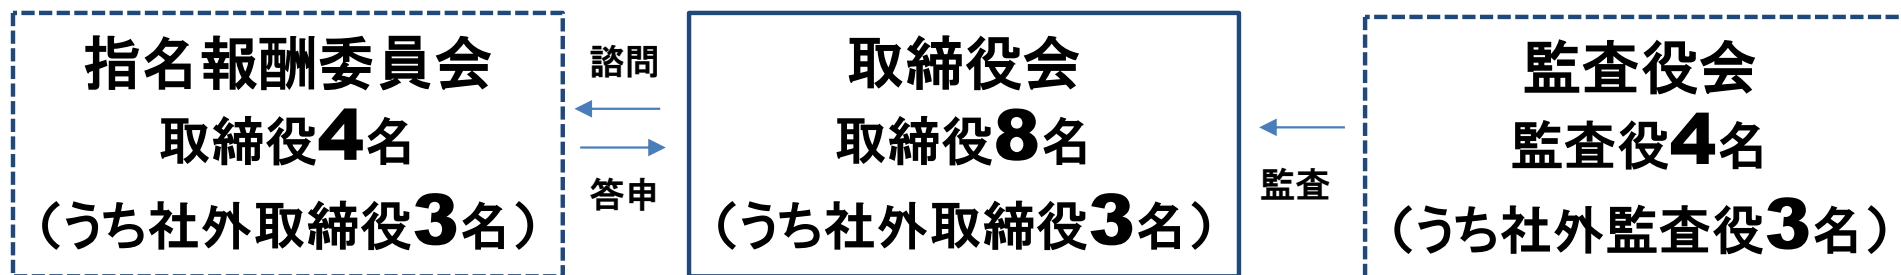 指名報酬委員会
取締役4名
（うち社外取締役3名）
諮問
答申
取締役会
取締役8名
（うち社外取締役3名）
監査
監査役会
監査役4名
（うち社外監査役3名）